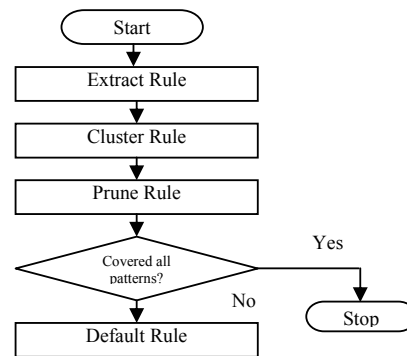 Start
Extract Rule
Cluster Rule
Prune Rule
Covered all
patterns?
Yes
No
Stop
Default Rule